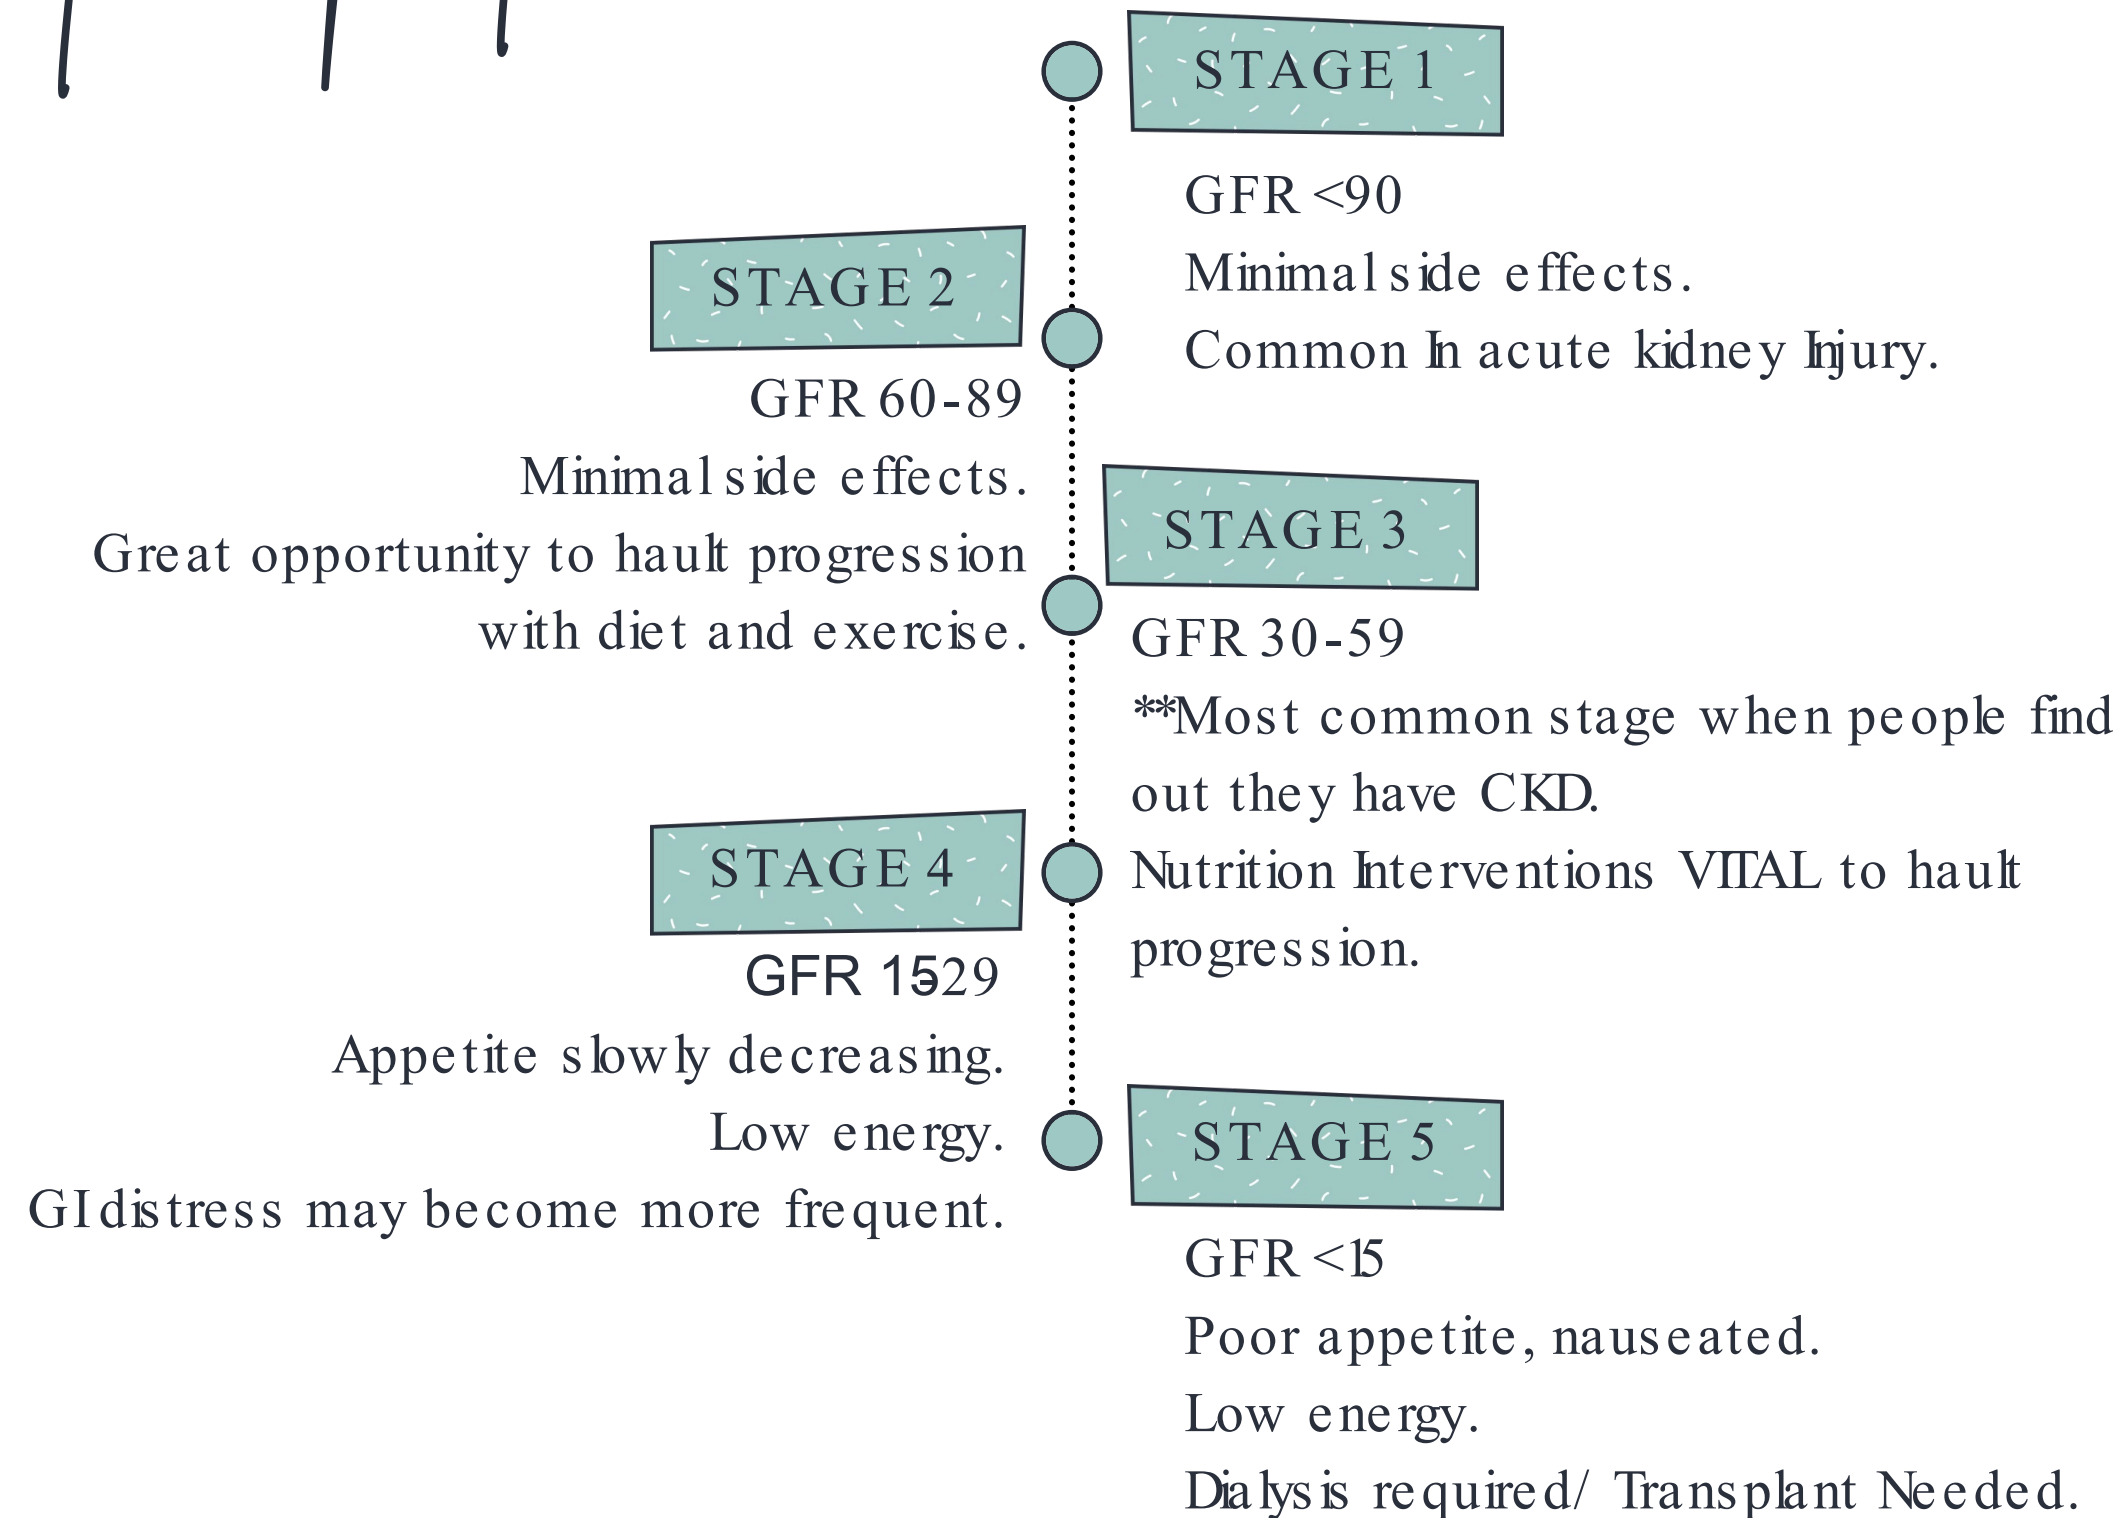 STAGE 1
GFR <90
Minimal side effects.
Common In acute kidney Injury.
STAGE 2
GFR 60-89
Minimal side effects.
Great opportunity to hault progression
with diet and exercise.
STAGE 3
GFR 30-59
**Most common stage when people find
out they have CKD.
Nutrition Interventions VITAL to hault
progression.
STAGE 4
GFR 15-29
Appetite slowly decreasing.
Low energy.
GI distress may become more frequent.
STAGE 5
GFR <15
Poor appetite, nauseated.
Low energy.
Dialysis required/ Transplant Needed.